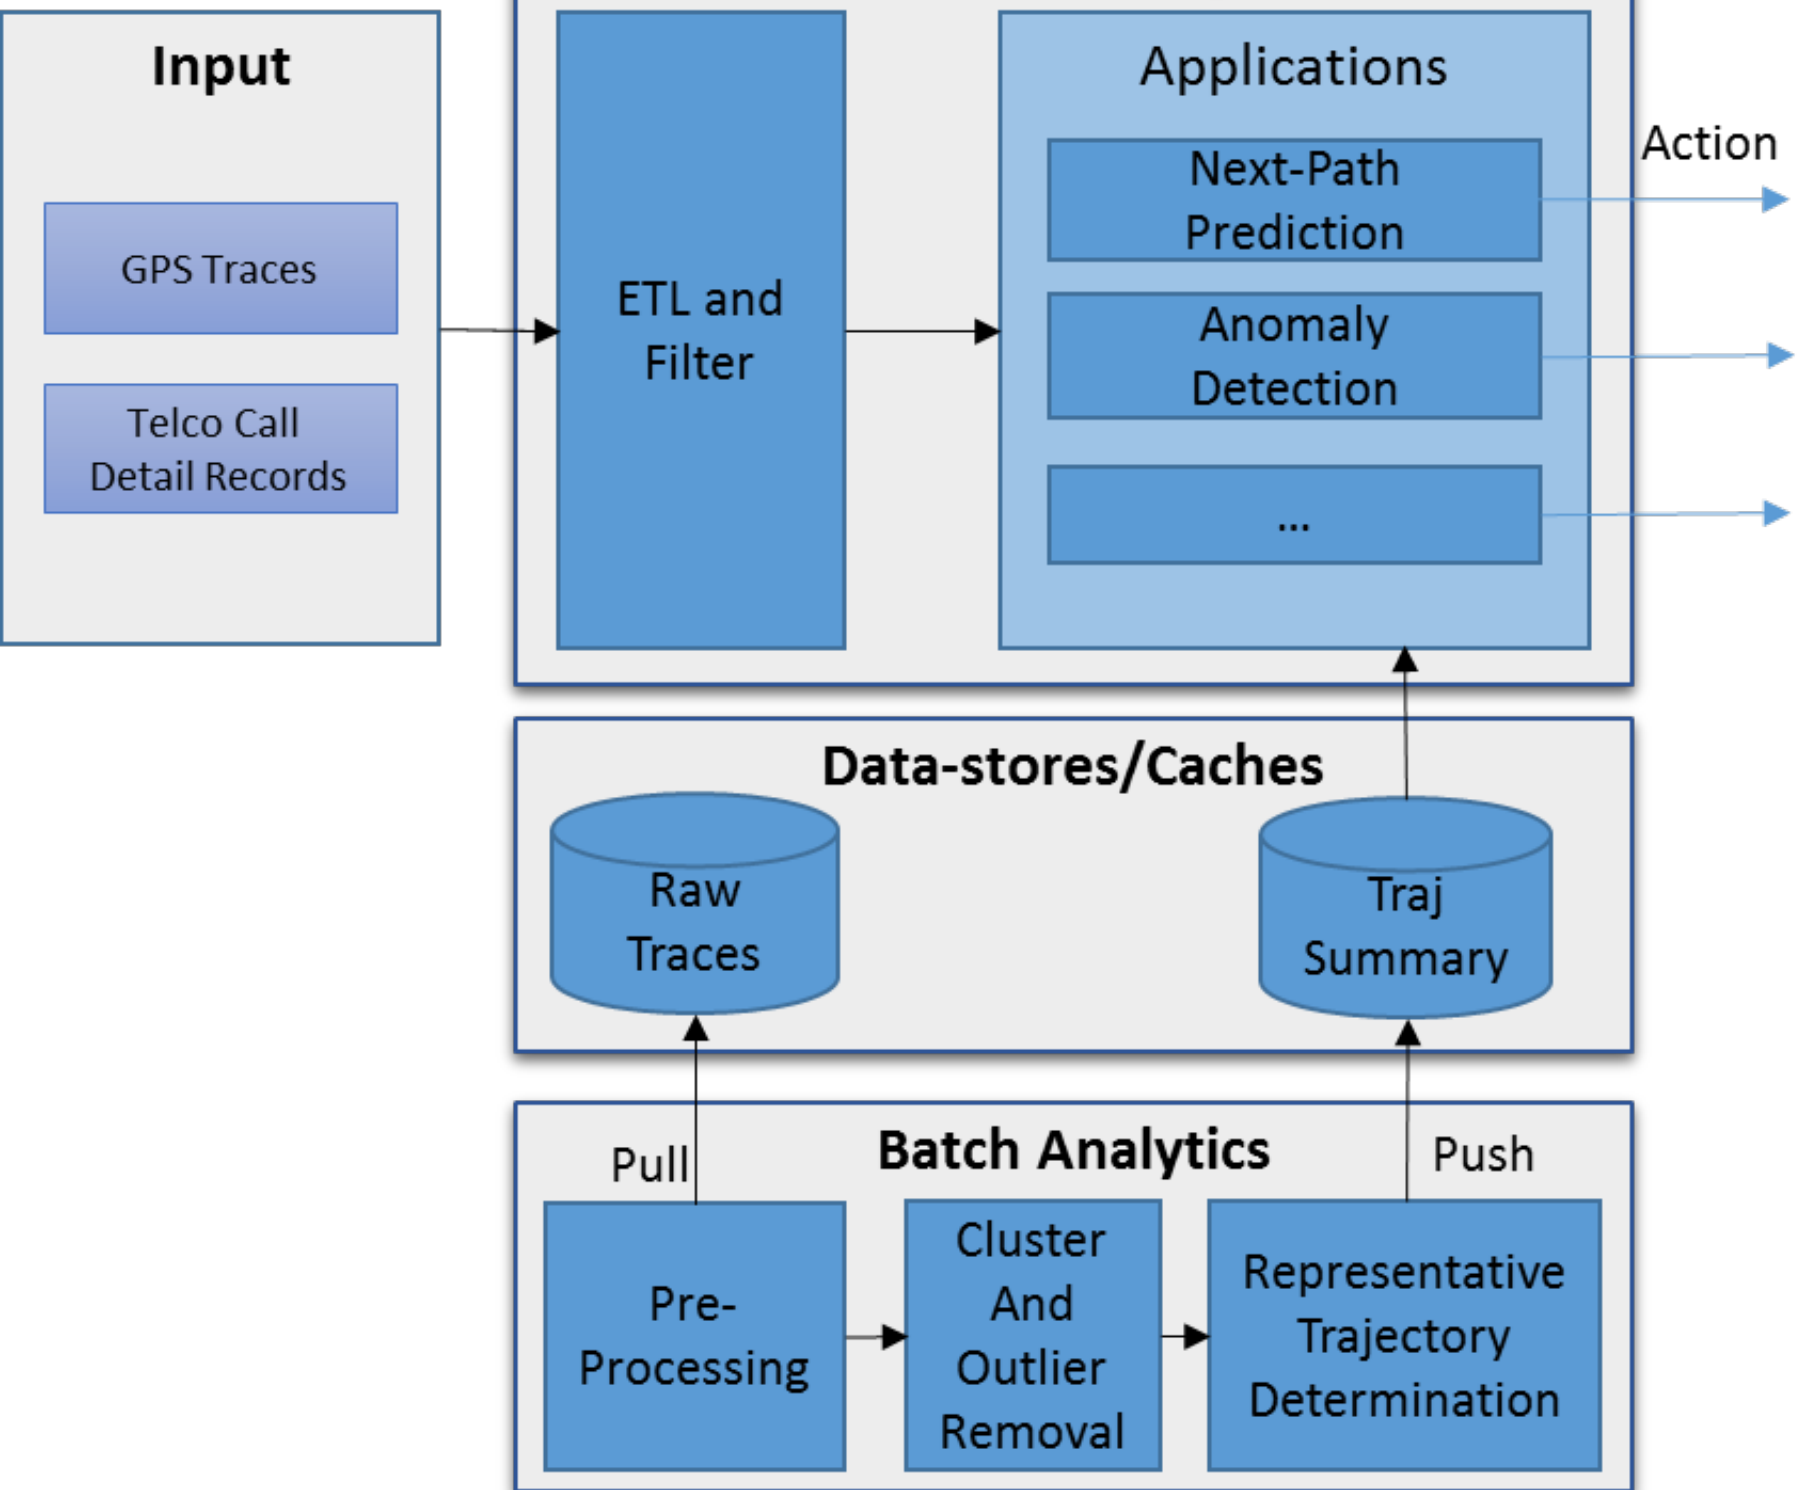 Input
GPS Traces
Telco Call
Detail Records
ETL and
Filter
Applications
Next-Path
Prediction
Anomaly
Detection
...
Action
Data-stores/Caches
Raw
Traces
Traj
Summary
Pull
Batch Analytics
Push
Pre-
Processing
Cluster
And
Outlier
Removal
Representative
Trajectory
Determination